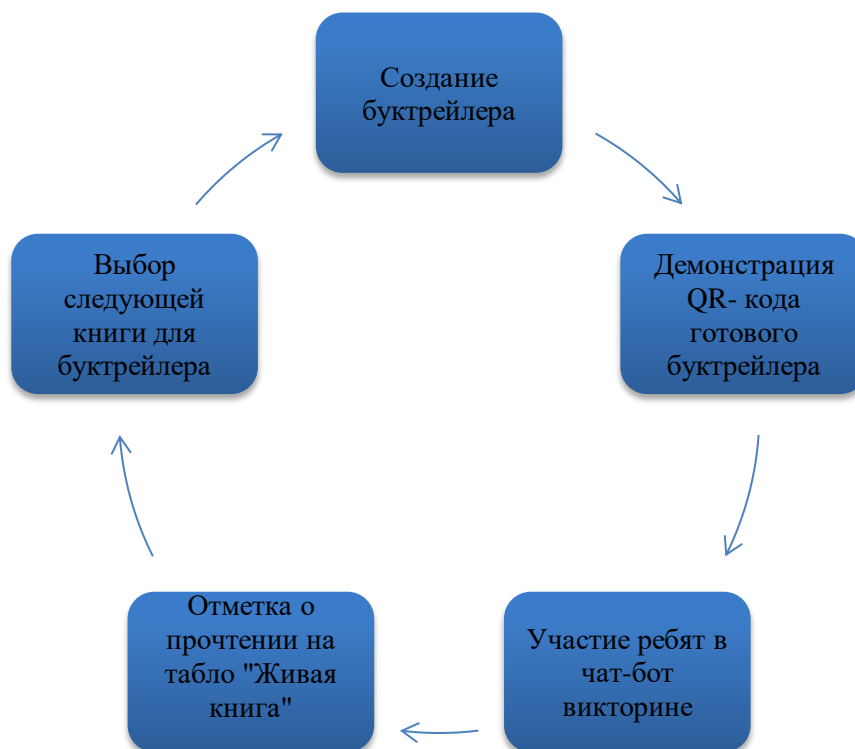 Создание
буктрейлера
Демонстрация
QR- кода
готового
буктрейлера
Участие ребят в
чат-бот
викторине
Отметка о
прочтении на
табло "Живая
книга"
Выбор
следующей
книги для
буктрейлера